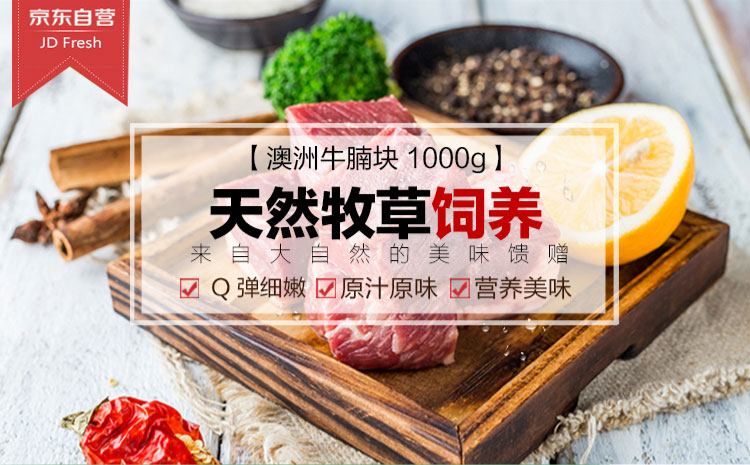 京东自营
JD Fresh
【 澳洲牛腩块 1000g 】
天然牧草饲养
来自大自然的美味馈赠
Q 弹细嫩 原汁原味 营养美味